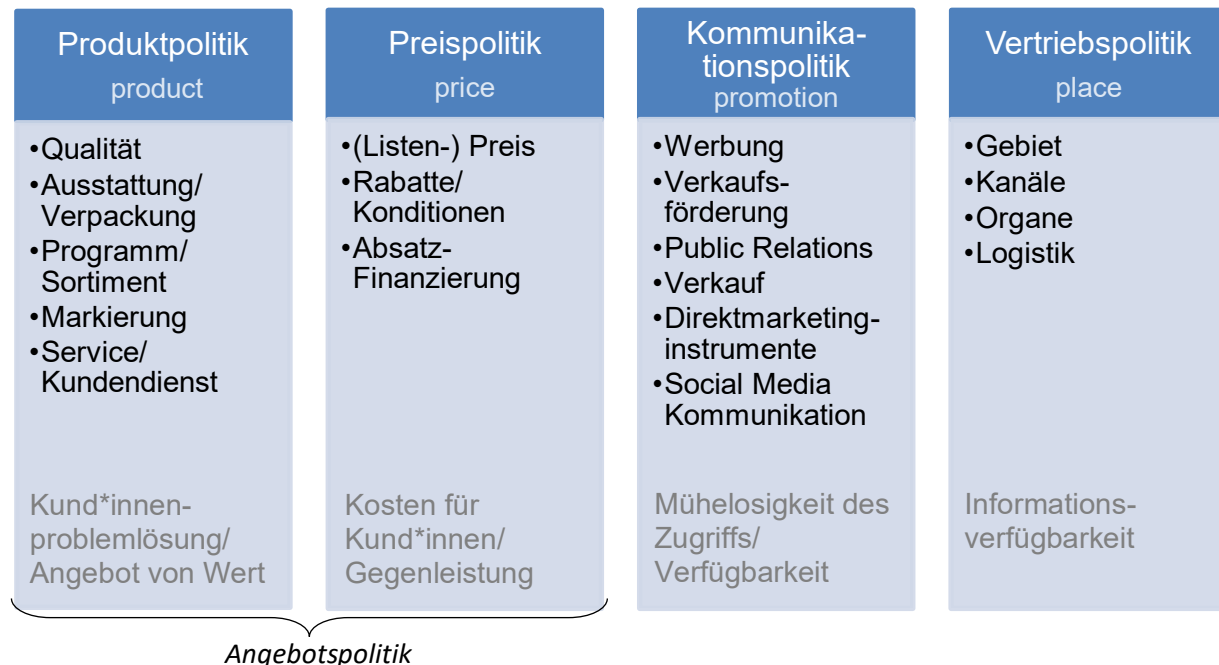 Produktpolitik
product
•Qualität
•Ausstattung/
Verpackung
•Programm/
Sortiment
•Markierung
•Service/
Kundendienst
Kund*innen-
problemlösung/
Angebot von Wert
Preispolitik
price
•(Listen-) Preis
•Rabatte/
Konditionen
•Absatz-
Finanzierung
Kosten für
Kund*innen/
Gegenleistung
Kommunika-
tionspolitik
promotion
•Werbung
•Verkaufs-
förderung
•Public Relations
•Verkauf
•Direktmarketing-
instrumente
•Social Media
Kommunikation
Mühelosigkeit des
Zugriffs/
Verfügbarkeit
Vertriebspolitik
place
•Gebiet
•Kanäle
•Organe
•Logistik
Informations-
verfügbarkeit
Angebotspolitik